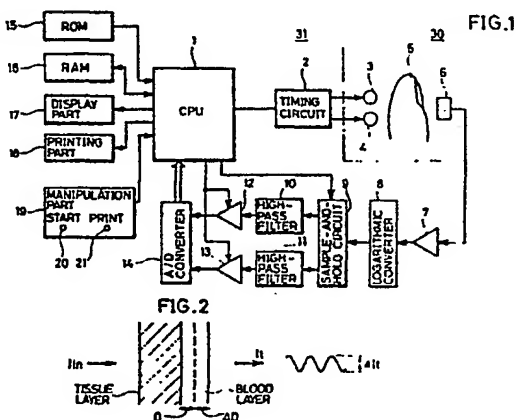 FIG.1
15
ROM
16
RAM
17
DISPLAY PART
18
PRINTING PART
19
MANIPULATION PART
START PRINT
20
21
1
CPU
31
2
TIMING CIRCUIT
30
3
4
5
6
7
8
LOGARITHMIC CONVERTER
9
SAMPLE-AND-HOLD CIRCUIT
10
HIGH-PASS FILTER
11
HIGH-PASS FILTER
12
13
14
A/D CONVERTER
FIG.2
Iin
It
ΔIt
TISSUE LAYER
BLOOD LAYER
D
ΔD